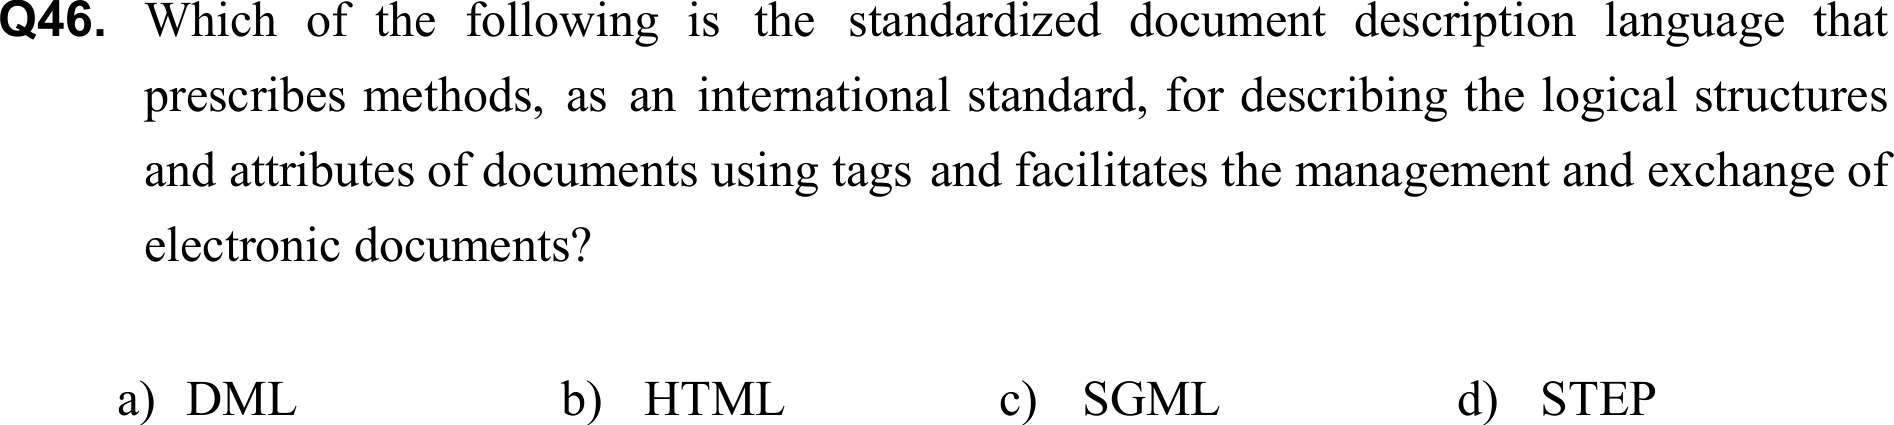 Q46. Which of the following is the standardized document description language that
prescribes methods, as an international standard, for describing the logical structures
and attributes of documents using tags and facilitates the management and exchange of
electronic documents?
a) DML b) HTML c) SGML d) STEP